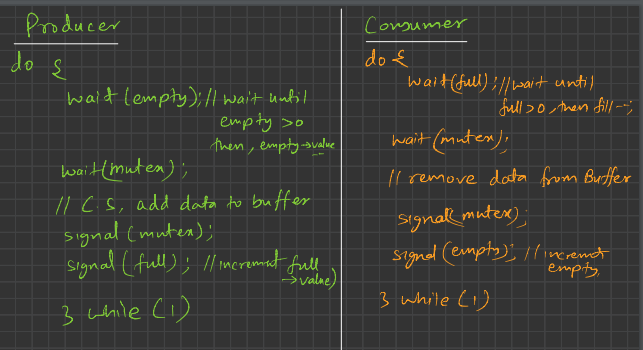 Producer
do {
wait (empty); // wait until
empty >0
then, empty→value
--
wait(mutex);
// C S, add data to buffer
signal (mutex);
signal (full); // increment full
→value)
} while (1)
Consumer
do {
wait(full); // wait until
full >0, then full--;
wait (mutex);
// remove data from Buffer
signal(mutex);
signal (empty); // increment
empty
} while (1)